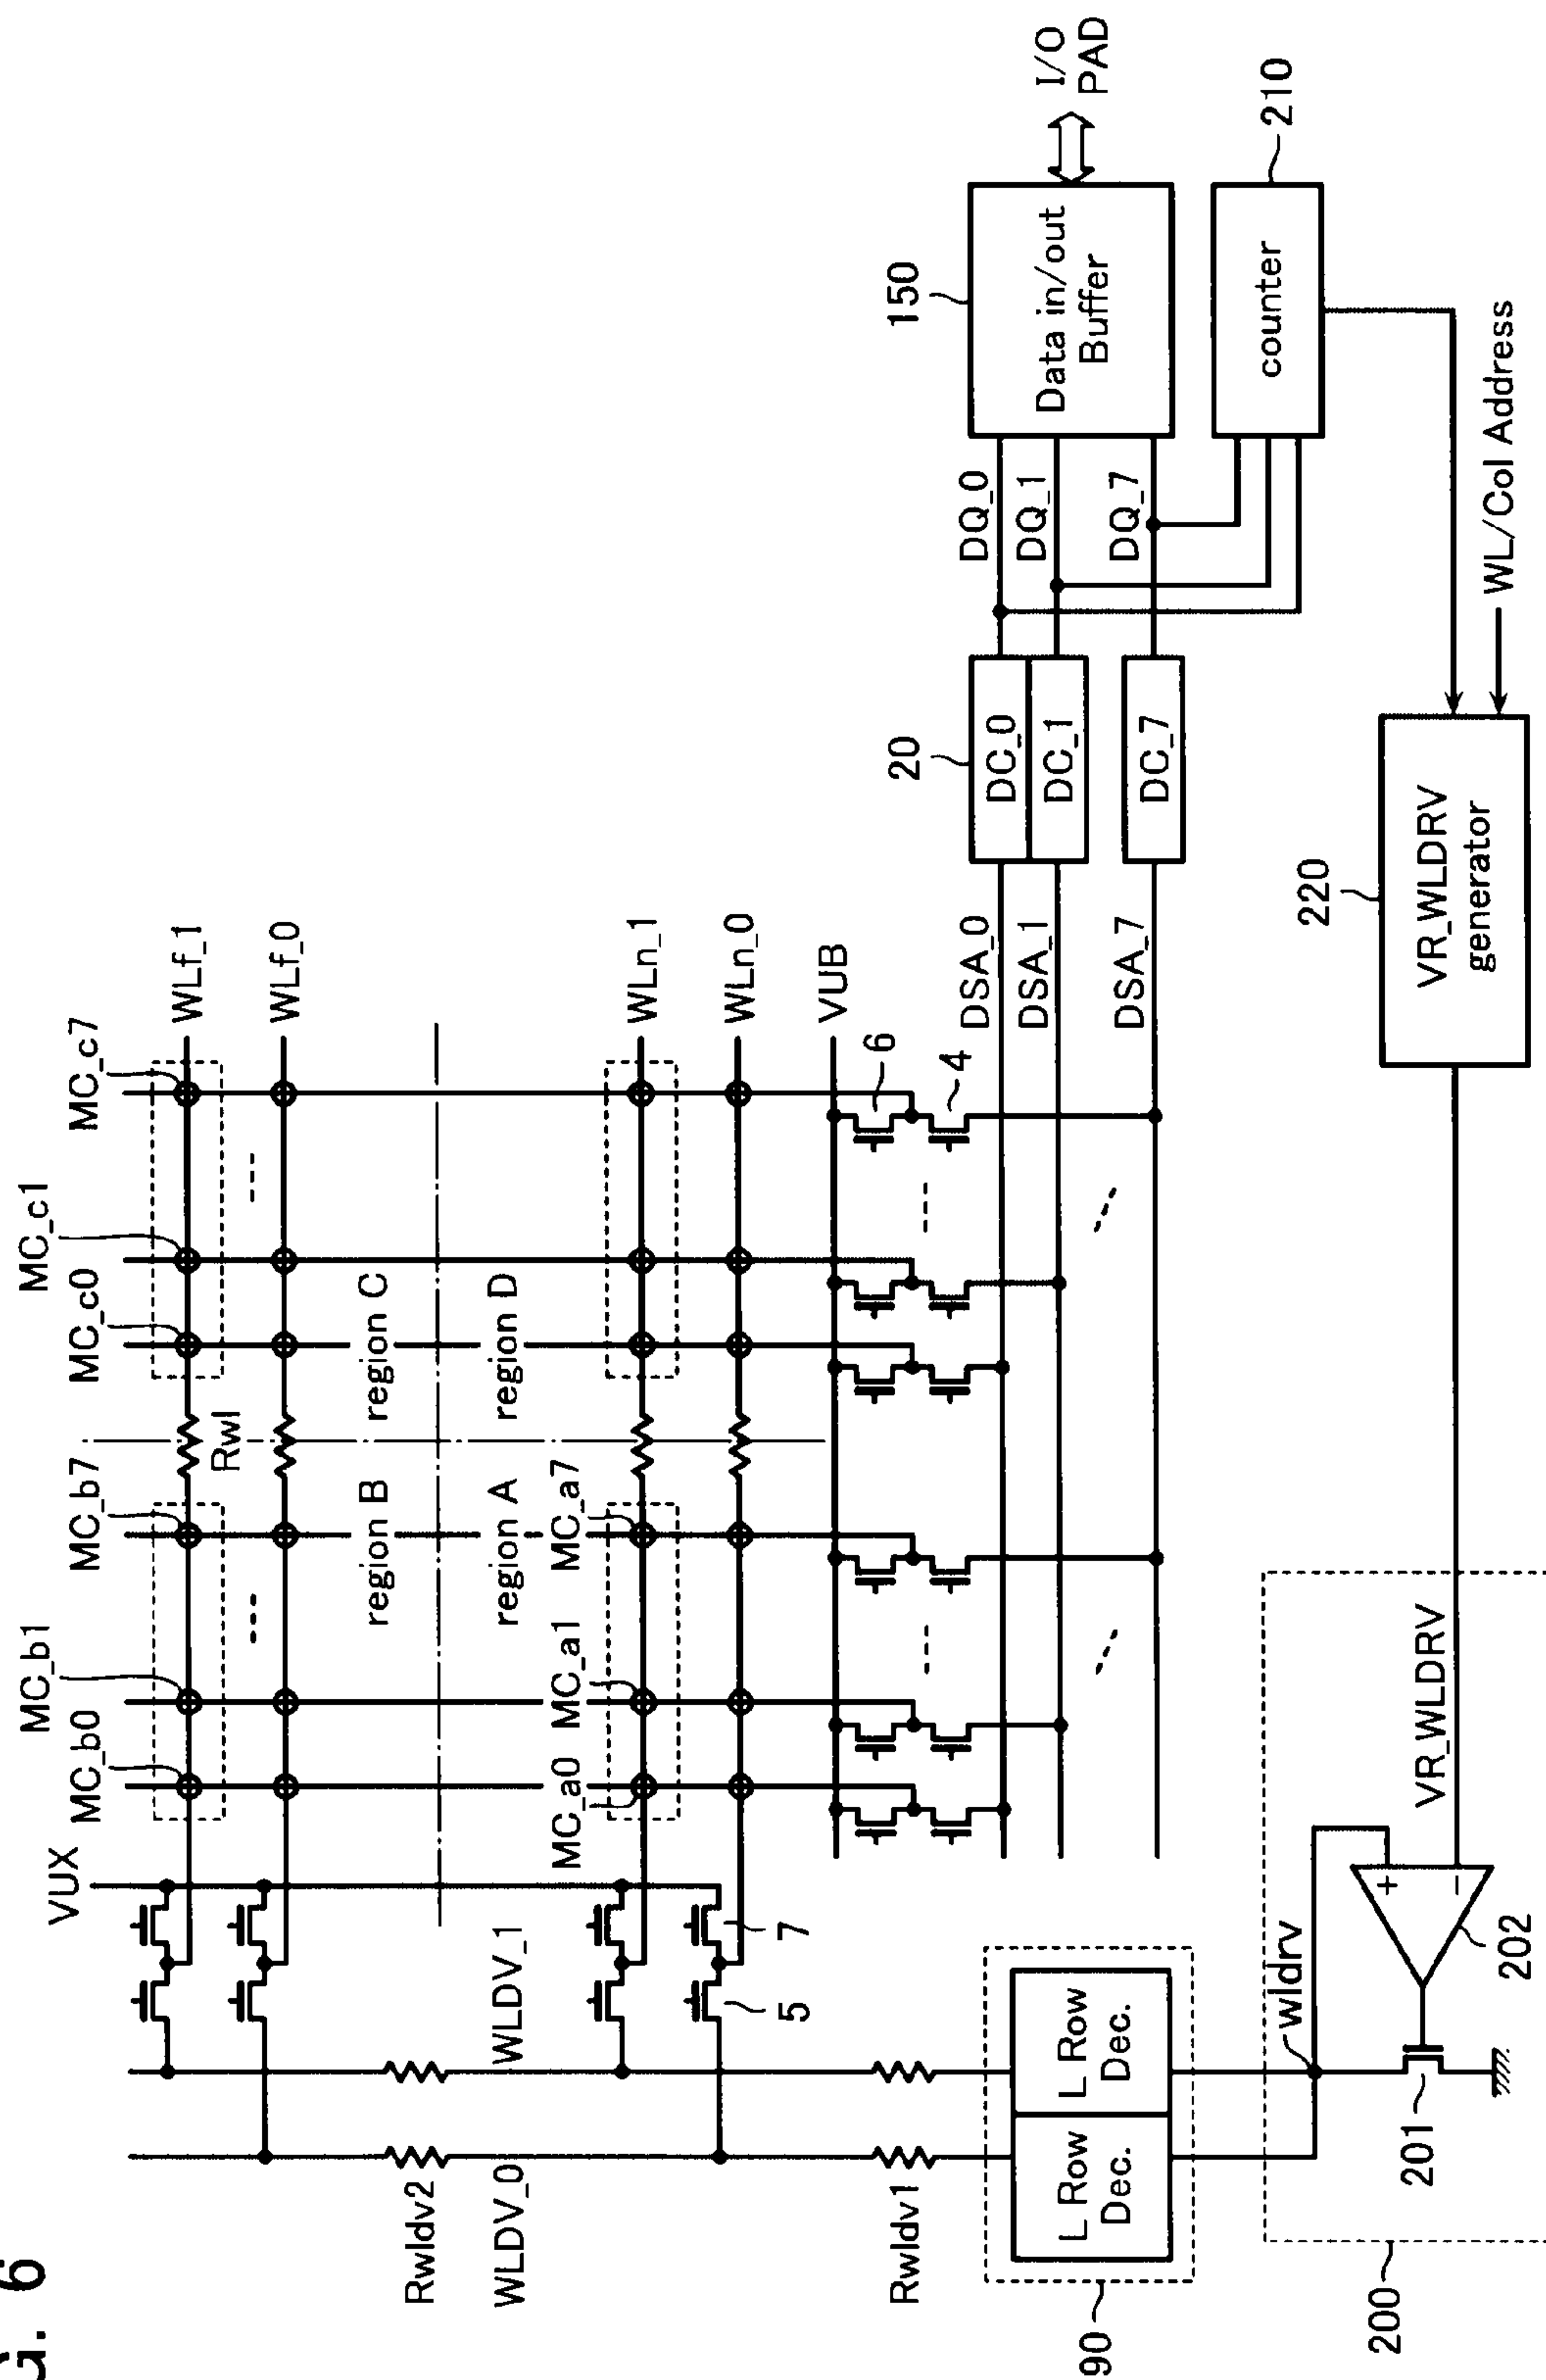 G. 6
VUX
MC_b0
MC_b1
MC_b7
MC_c0
MC_c1
MC_c7
WLf_1
WLf_0
Rwl
region B
region C
region A
region D
MC_a0
MC_a1
MC_a7
WLn_1
WLn_0
VUB
Rwldv2
WLDV_0
WLDV_1
5
7
6
4
DSA_0
DSA_1
DSA_7
20
DC_0
DC_1
DC_7
DQ_0
DQ_1
DQ_7
150
Data in/out
Buffer
I/O
PAD
Rwldv1
90
L Row
Dec.
L Row
Dec.
210
counter
WL/Col Address
220
VR_WLDRV
generator
VR_WLDRV
wldrv
200
201
202
+
-